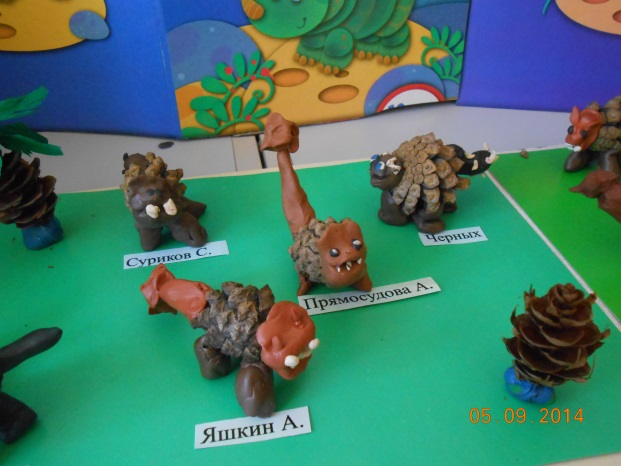 Суриков С.
Черных
Прямосудова А.
Яшкин А.
05.09.2014